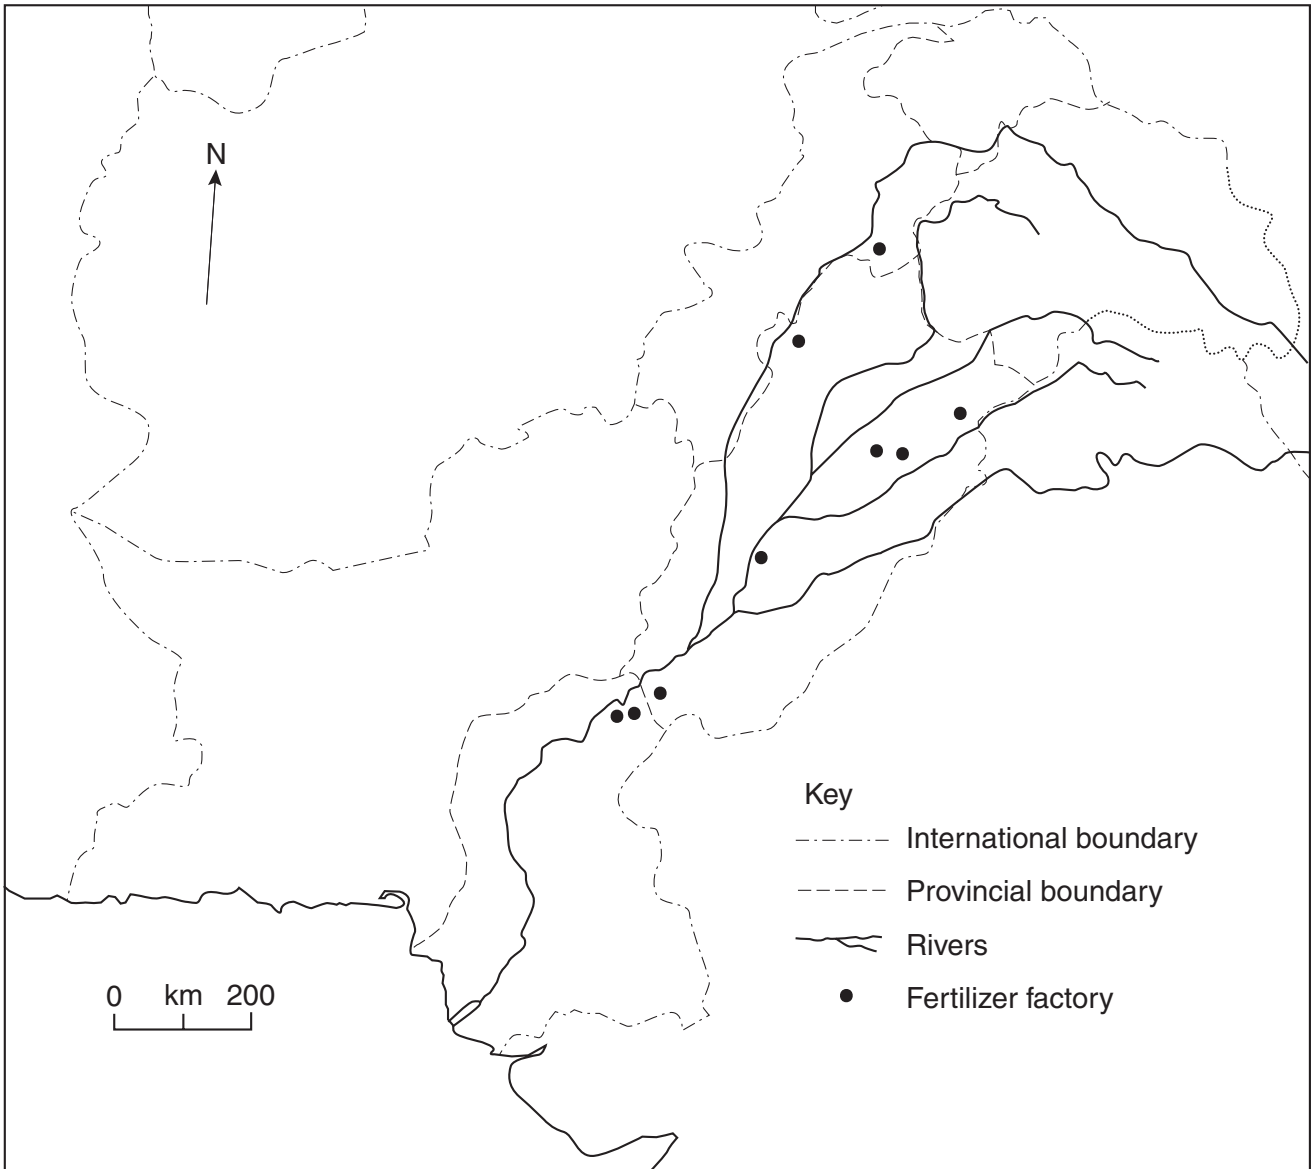 N
Key
International boundary
Provincial boundary
Rivers
Fertilizer factory
0 km 200